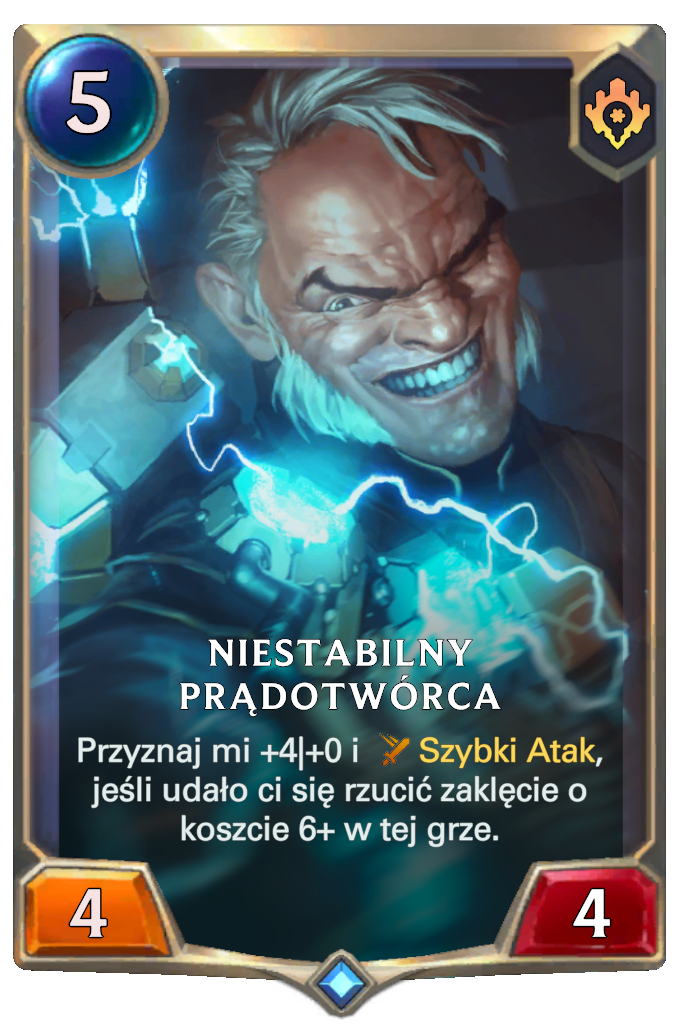 5
NIESTABILNY
PRĄDOTWÓRCA
Przyznaj mi +4|+0 i Szybki Atak,
jeśli udało ci się rzucić zaklęcie o
koszcie 6+ w tej grze.
4
4